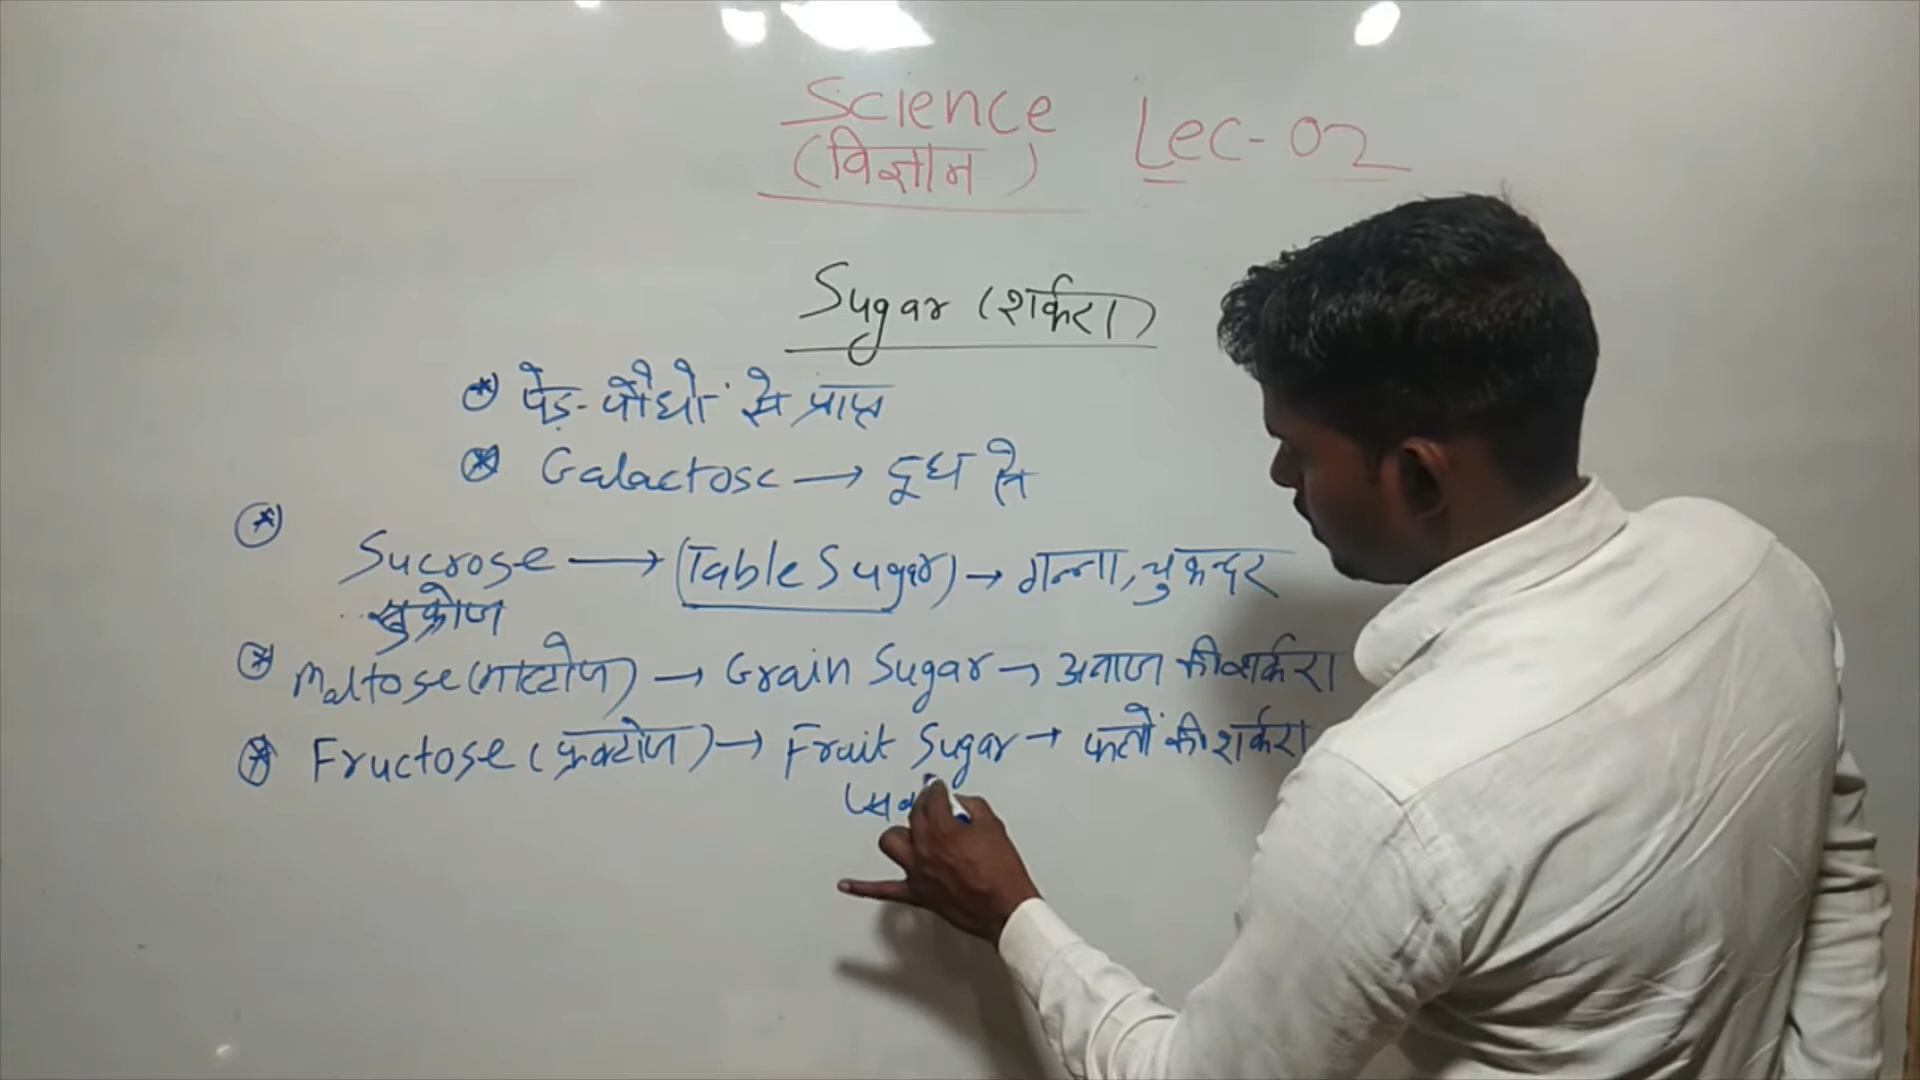 Science Lec-02
(विज्ञान)
Sugar (शर्करा)
पेड़-पौधों से प्राप्त
Galactose → दूध से
Sucrose → (Table Sugar) → गन्ना, चुकन्दर
सुक्रोज
Maltose (माल्टोज) → Grain Sugar → अनाज की शर्करा
Fructose (फ्रुक्टोज) → Fruit Sugar → फलों की शर्करा